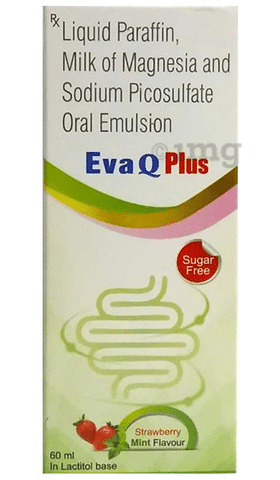 Rx Liquid Paraffin,
Milk of Magnesia and
Sodium Picosulfate
Oral Emulsion
1mg
Eva Q Plus
Sugar
Free
Strawberry
Mint Flavour
60 ml
In Lactitol base